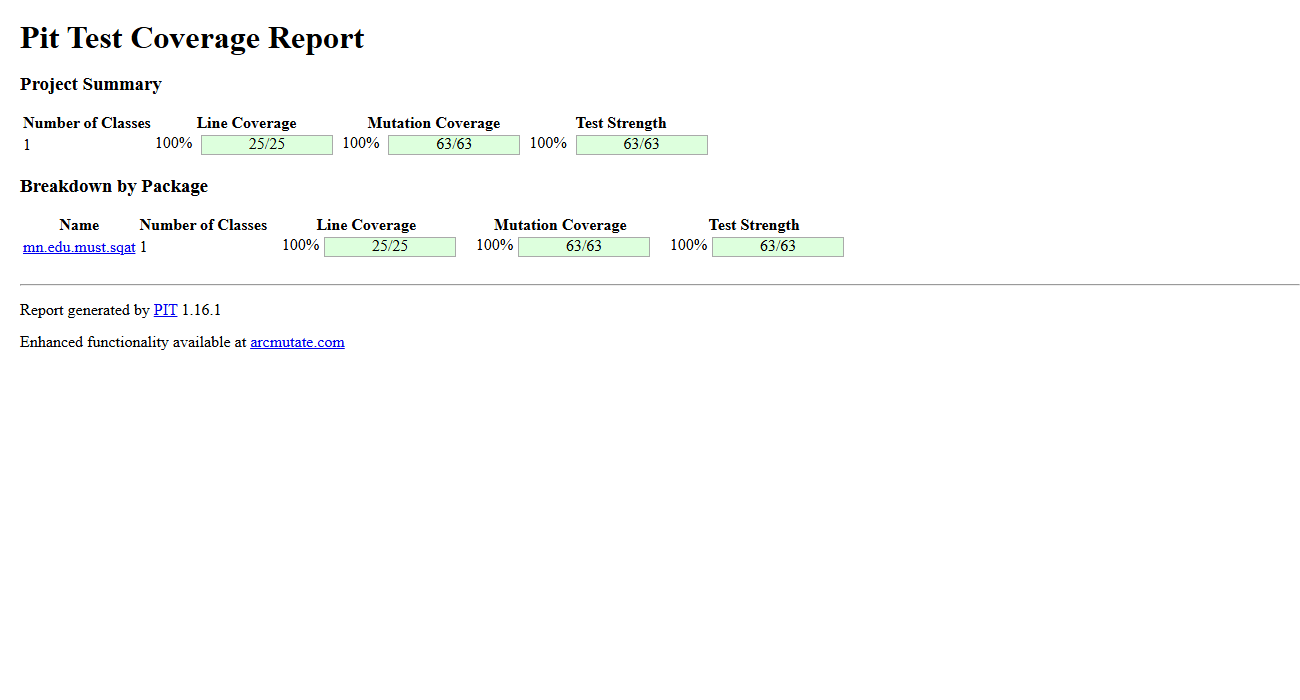 Pit Test Coverage Report
Project Summary
Number of Classes Line Coverage Mutation Coverage Test Strength
1 100% 25/25 100% 63/63 100% 63/63
Breakdown by Package
Name Number of Classes Line Coverage Mutation Coverage Test Strength
mn.edu.must.sqat 1 100% 25/25 100% 63/63 100% 63/63
Report generated by PIT 1.16.1
Enhanced functionality available at arcmutate.com